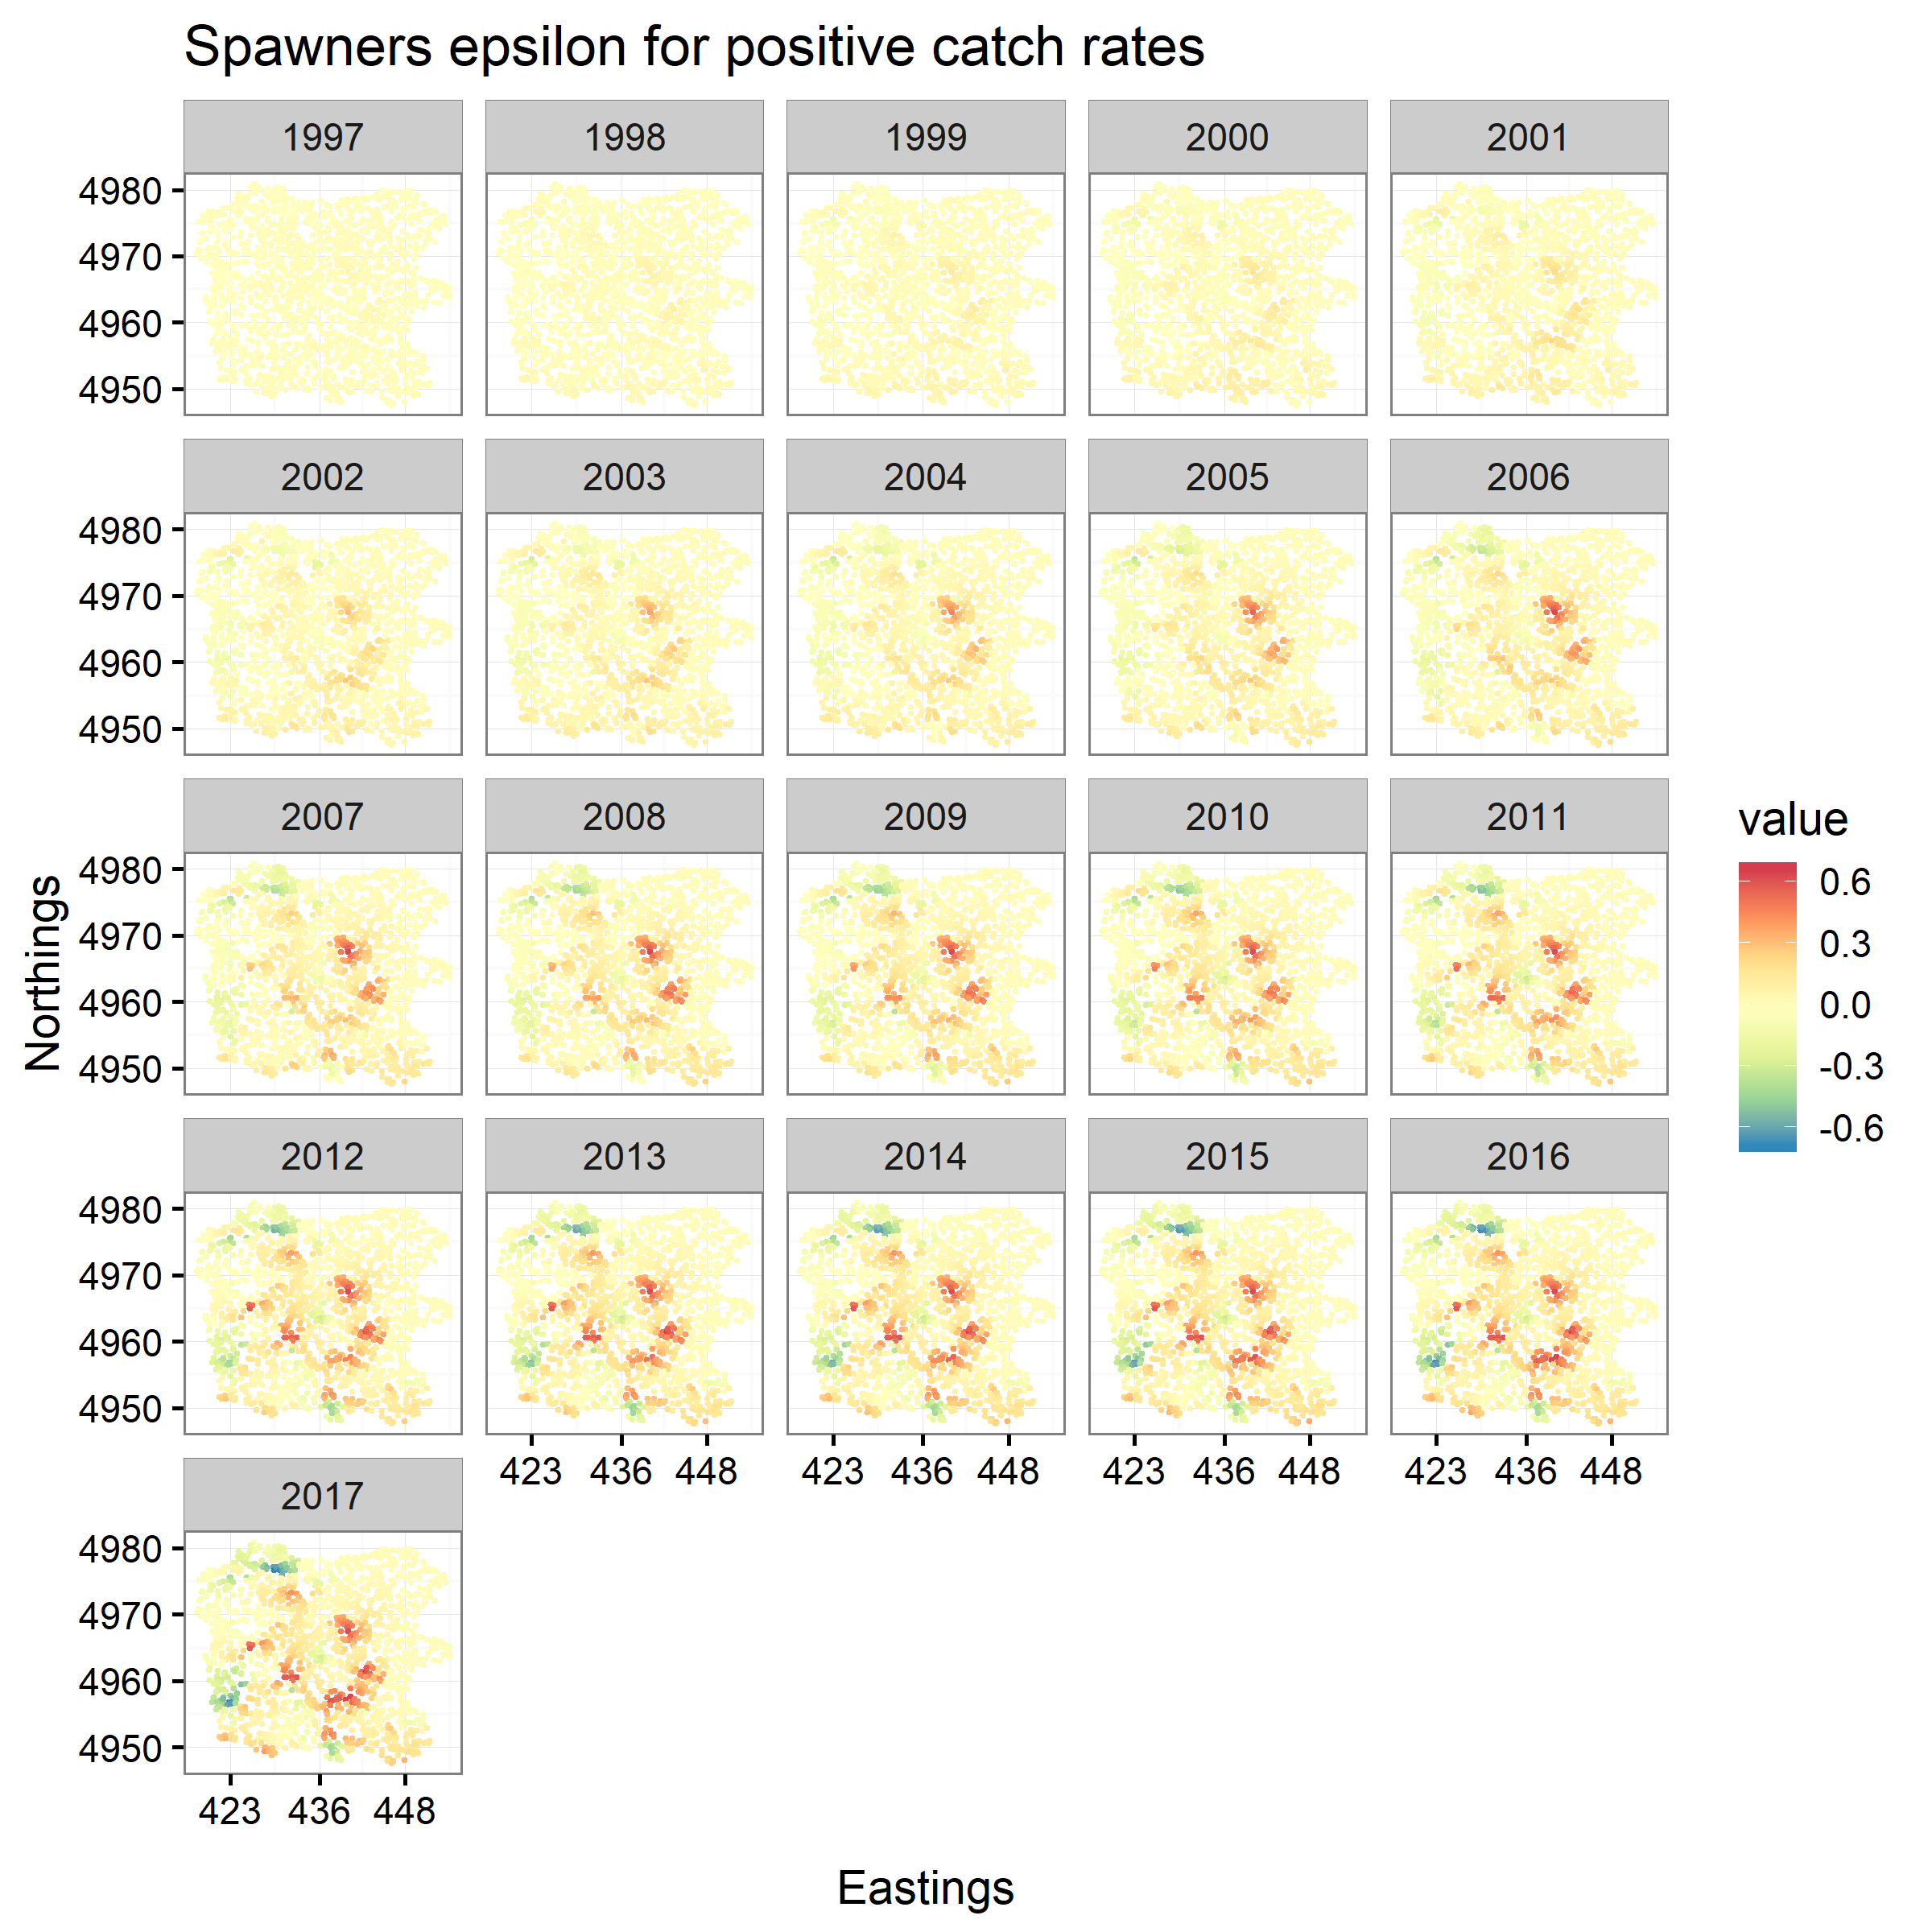 Spawners epsilon for positive catch rates
1997 1998 1999 2000 2001
4980
4970
4960
4950
2002 2003 2004 2005 2006
4980
4970
4960
4950
2007 2008 2009 2010 2011
4980
4970
4960
4950
2012 2013 2014 2015 2016
4980
4970
4960
4950
423 436 448 423 436 448 423 436 448 423 436 448
2017
4980
4970
4960
4950
423 436 448
Northings
Eastings
value
0.6
0.3
0.0
-0.3
-0.6